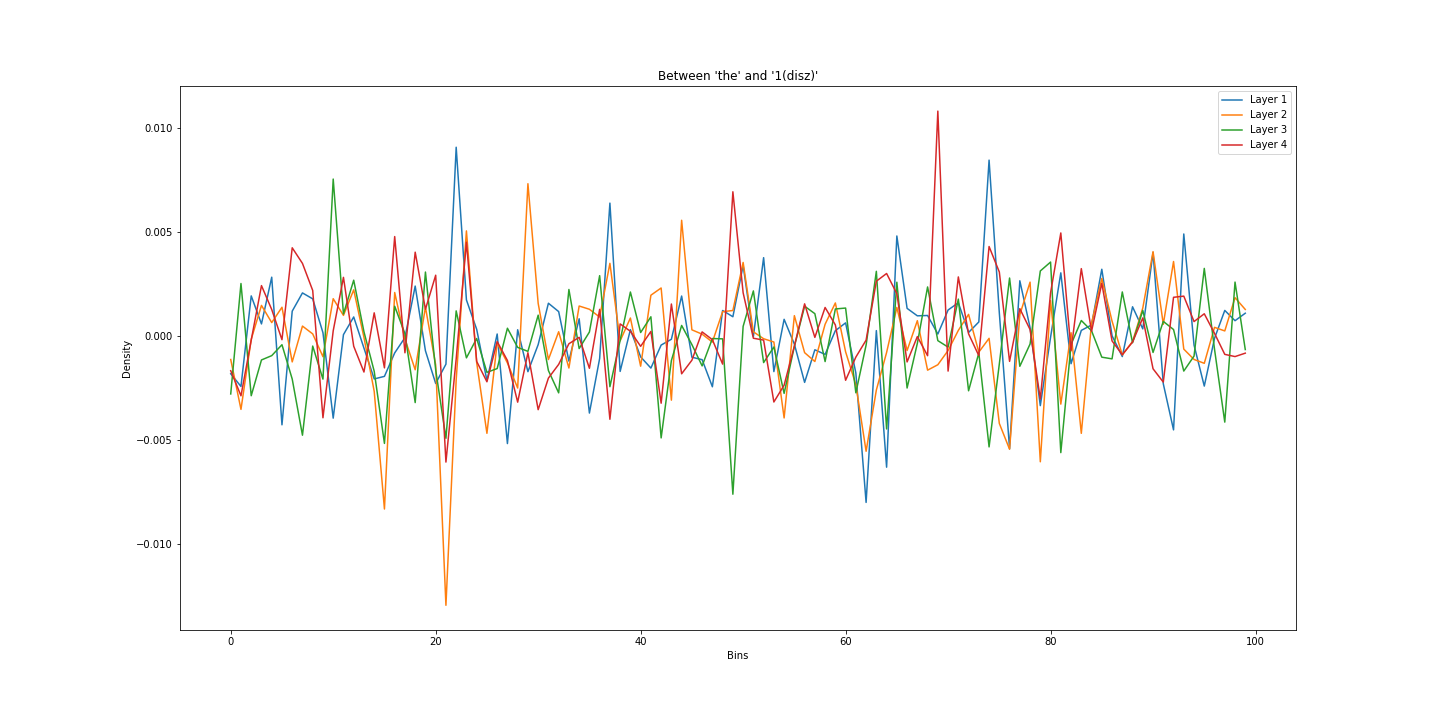 Between 'the' and '1(disz)'
Layer 1
Layer 2
Layer 3
Layer 4
0.010
0.005
0.000
−0.005
−0.010
Density
0 20 40 60 80 100
Bins